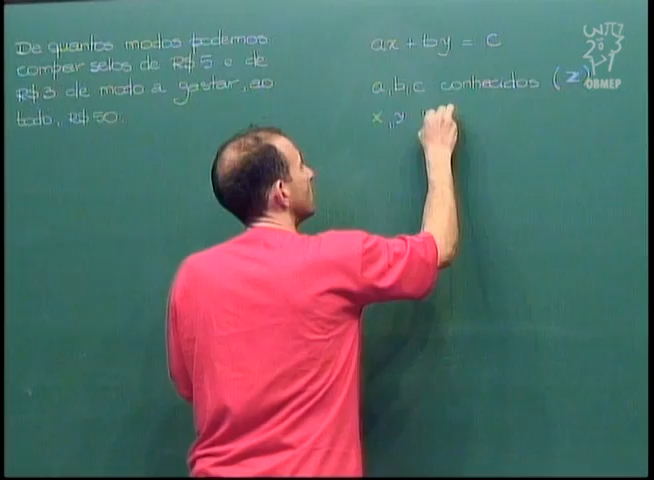 De quantos modos podemos
comprar selos de R$5 e de
R$3 de modo a gastar, ao
todo, R$50.
ax + by = c
a,b,c conhecidos (Z)
x, y
OBMEP